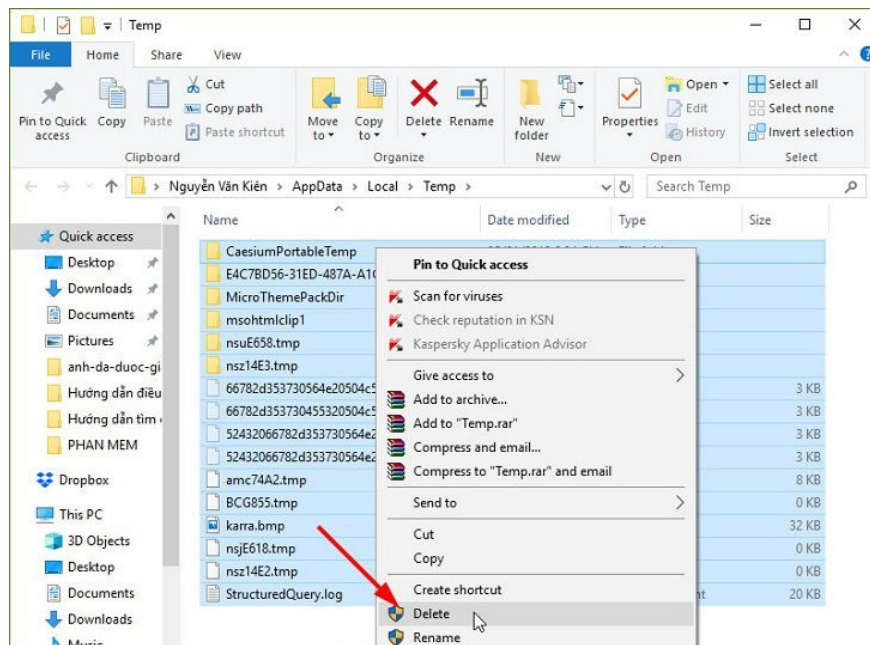 Temp
File Home Share View
Pin to Quick access
Copy
Paste
Cut
Copy path
Paste shortcut
Clipboard
Move to
Copy to
Delete
Rename
Organize
New folder
New
Properties
Open
Edit
History
Open
Select all
Select none
Invert selection
Select
Nguyễn Văn Kiên > AppData > Local > Temp >
Search Temp
Name Date modified Type Size
Quick access
Desktop
Downloads
Documents
Pictures
anh-da-duoc-gi
Hướng dẫn điều
Hướng dẫn tìm
PHAN MEM
Dropbox
This PC
3D Objects
Desktop
Documents
Downloads
CaesiumPortableTemp
E4C7BD56-31ED-487A-A1
MicroThemePackDir
msohtmlclip1
nsuE658.tmp
nsz14E3.tmp
66782d353730564e20504c5 3 KB
66782d353730455320504c5 3 KB
52432066782d353730564e2 3 KB
52432066782d353730564e2 3 KB
amc74A2.tmp 8 KB
BCG855.tmp 0 KB
karra.bmp 32 KB
nsjE618.tmp 0 KB
nsz14E2.tmp 0 KB
StructuredQuery.log 20 KB
Pin to Quick access
Scan for viruses
Check reputation in KSN
Kaspersky Application Advisor
Give access to
Add to archive...
Add to "Temp.rar"
Compress and email...
Compress to "Temp.rar" and email
Send to
Cut
Copy
Create shortcut
Delete
Rename